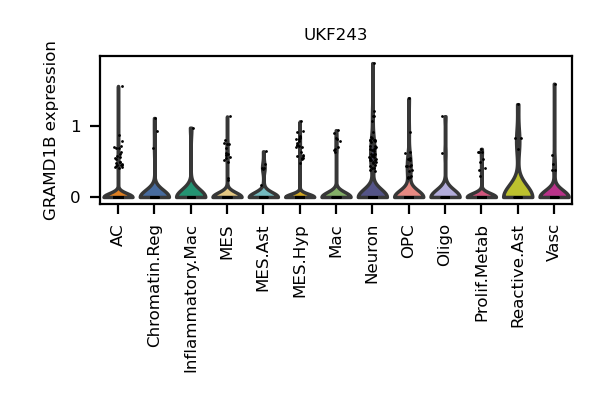 UKF243
GRAMD1B expression
1
0
AC
Chromatin.Reg
Inflammatory.Mac
MES
MES.Ast
MES.Hyp
Mac
Neuron
OPC
Oligo
Prolif.Metab
Reactive.Ast
Vasc